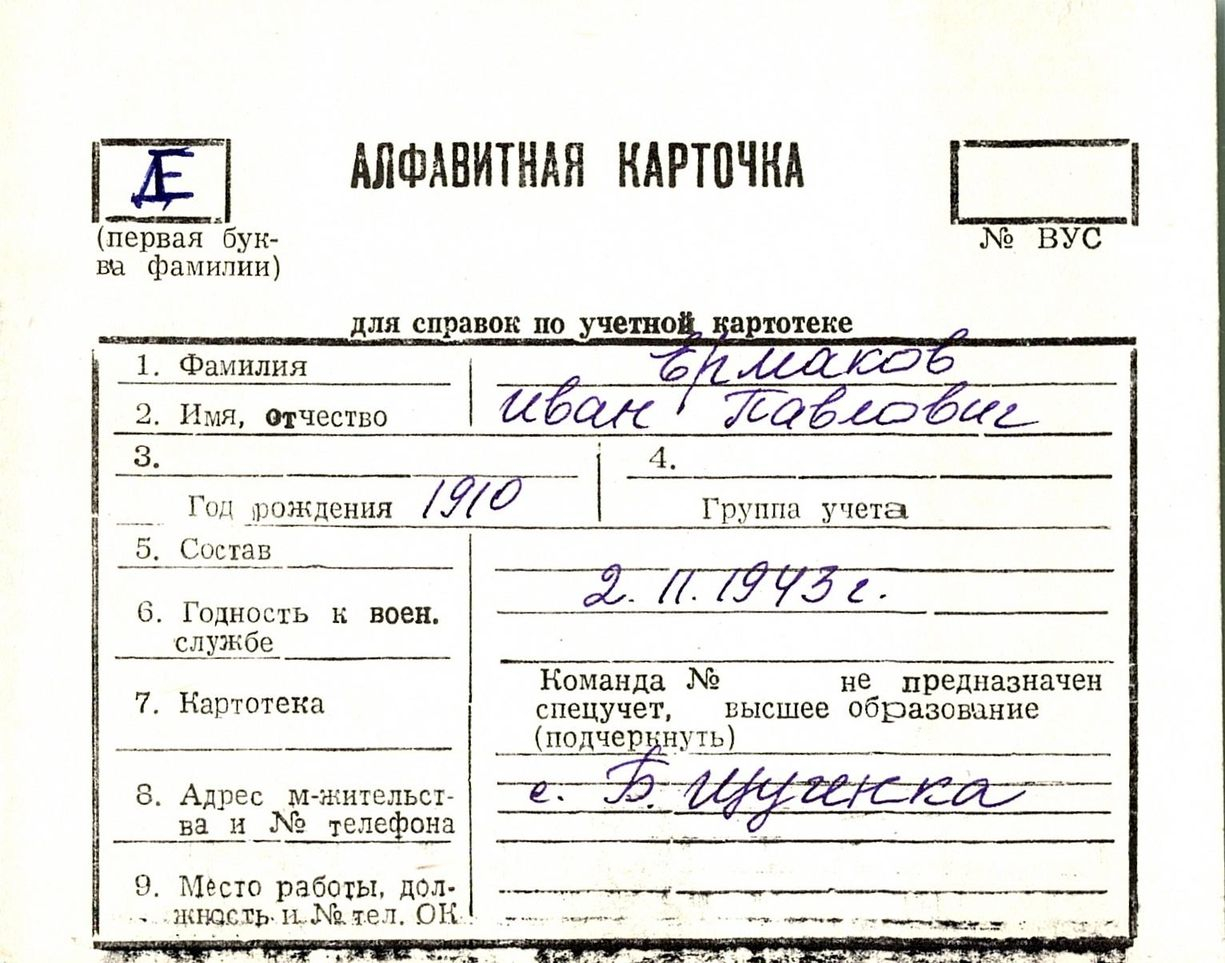 Е
АЛФАВИТНАЯ КАРТОЧКА
(первая бук-
ва фамилии)
№ ВУС
для справок по учетной картотеке
1. Фамилия Ермаков
2. Имя, отчество Иван Павлович
3. 4.
Год рождения 1910 Группа учета
5. Состав
2. II. 1943 г.
6. Годность к воен.
службе
7. Картотека
Команда № не предназначен
спецучет, высшее образование
(подчеркнуть)
8. Адрес м-жительст-
ва и № телефона
с. Б. Щученка
9. Место работы, дол-
жность и № тел. ОК